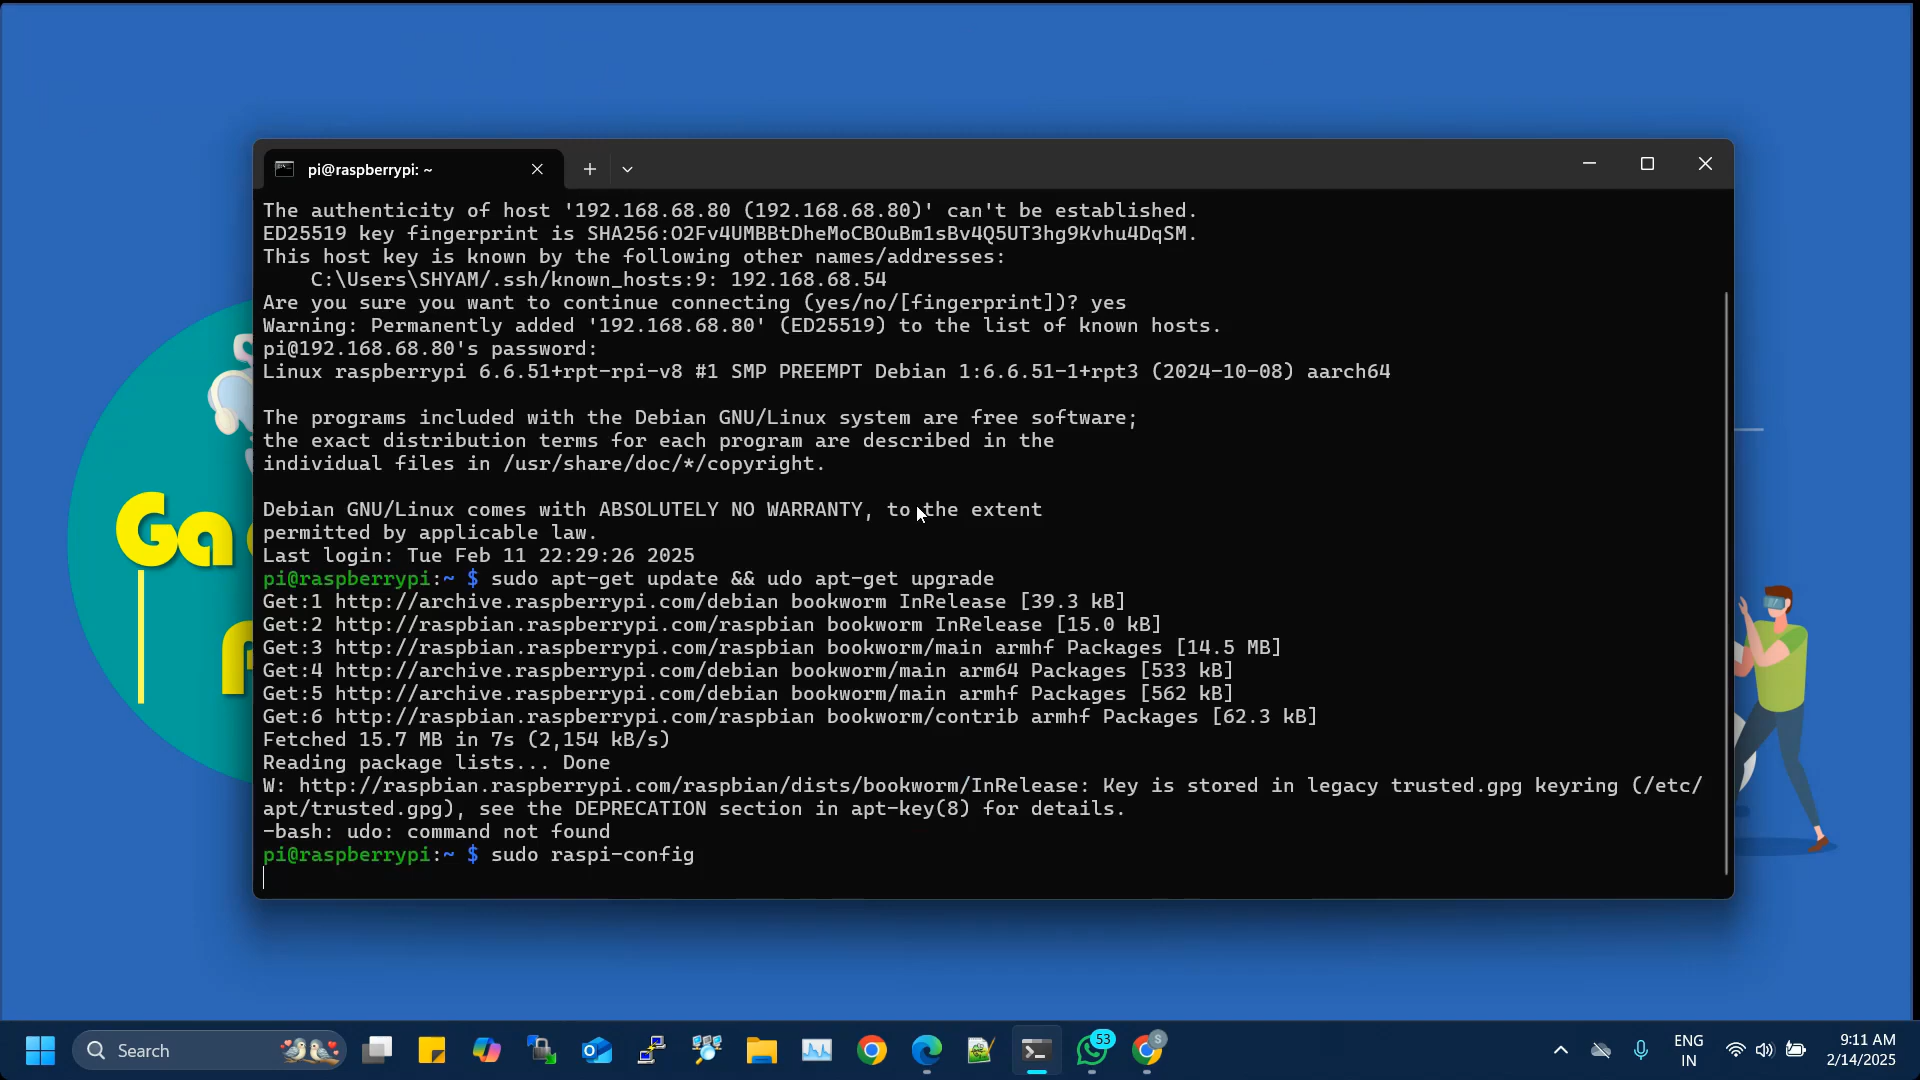 pi@raspberrypi: ~
The authenticity of host '192.168.68.80 (192.168.68.80)' can't be established.
ED25519 key fingerprint is SHA256:O2Fv4UMBBtDheMoCBOuBm1sBv4Q5UT3hg9Kvhu4DqSM.
This host key is known by the following other names/addresses:
    C:\Users\SHYAM/.ssh/known_hosts:9: 192.168.68.54
Are you sure you want to continue connecting (yes/no/[fingerprint])? yes
Warning: Permanently added '192.168.68.80' (ED25519) to the list of known hosts.
pi@192.168.68.80's password:
Linux raspberrypi 6.6.51+rpt-rpi-v8 #1 SMP PREEMPT Debian 1:6.6.51-1+rpt3 (2024-10-08) aarch64
The programs included with the Debian GNU/Linux system are free software;
the exact distribution terms for each program are described in the
individual files in /usr/share/doc/*/copyright.
Debian GNU/Linux comes with ABSOLUTELY NO WARRANTY, to the extent
permitted by applicable law.
Last login: Tue Feb 11 22:29:26 2025
pi@raspberrypi:~ $ sudo apt-get update && udo apt-get upgrade
Get:1 http://archive.raspberrypi.com/debian bookworm InRelease [39.3 kB]
Get:2 http://raspbian.raspberrypi.com/raspbian bookworm InRelease [15.0 kB]
Get:3 http://raspbian.raspberrypi.com/raspbian bookworm/main armhf Packages [14.5 MB]
Get:4 http://archive.raspberrypi.com/debian bookworm/main arm64 Packages [533 kB]
Get:5 http://archive.raspberrypi.com/debian bookworm/main armhf Packages [562 kB]
Get:6 http://raspbian.raspberrypi.com/raspbian bookworm/contrib armhf Packages [62.3 kB]
Fetched 15.7 MB in 7s (2,154 kB/s)
Reading package lists... Done
W: http://raspbian.raspberrypi.com/raspbian/dists/bookworm/InRelease: Key is stored in legacy trusted.gpg keyring (/etc/
apt/trusted.gpg), see the DEPRECATION section in apt-key(8) for details.
-bash: udo: command not found
pi@raspberrypi:~ $ sudo raspi-config
Ga
Search
53
S
ENG
IN
9:11 AM
2/14/2025